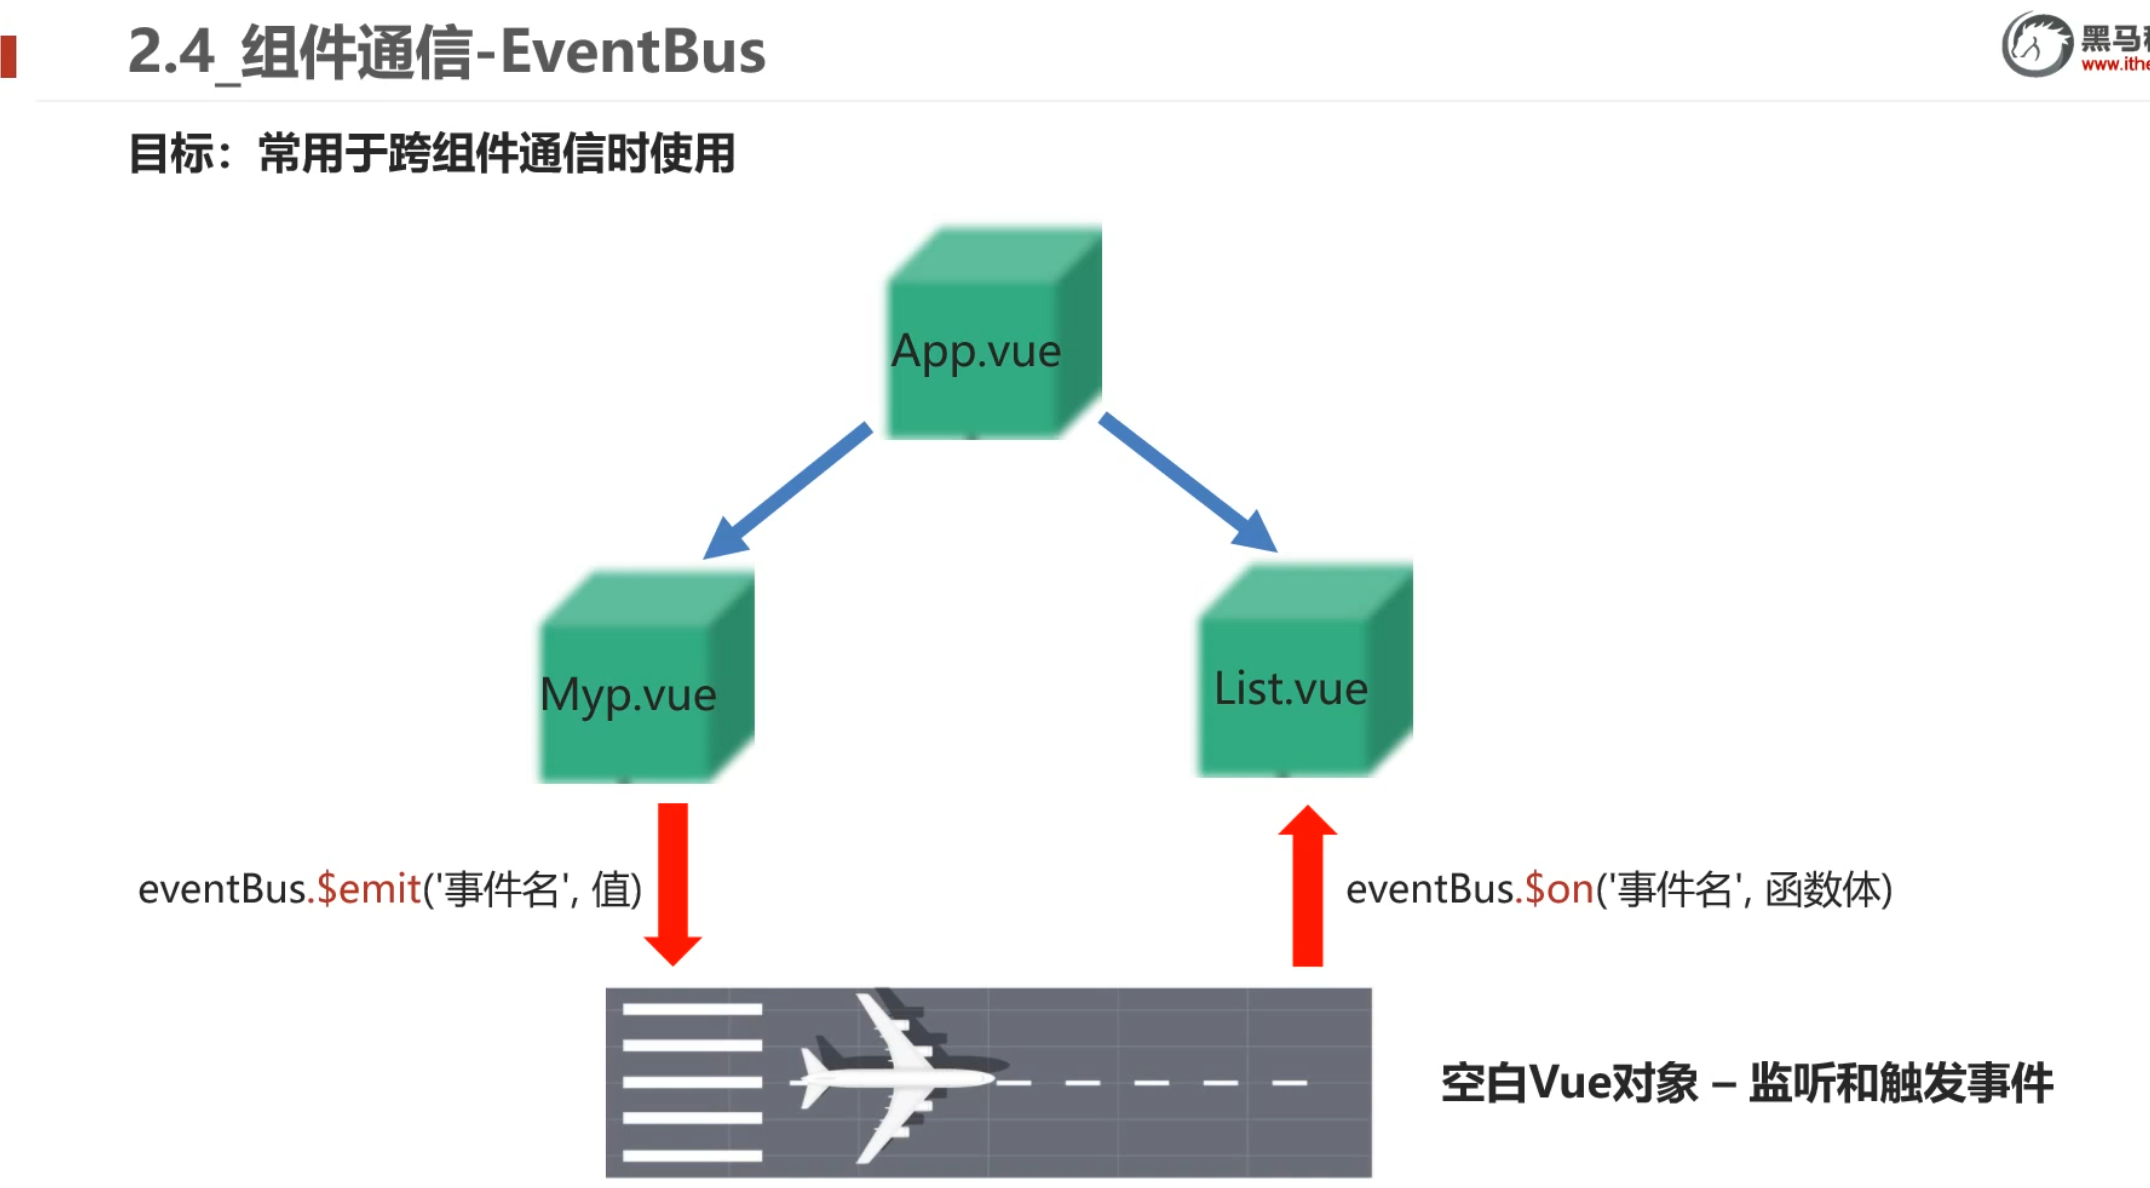 2.4_组件通信-EventBus
黑马
www.ithe
目标：常用于跨组件通信时使用
App.vue
Myp.vue
List.vue
eventBus.$emit('事件名', 值)
eventBus.$on('事件名', 函数体)
空白Vue对象 – 监听和触发事件